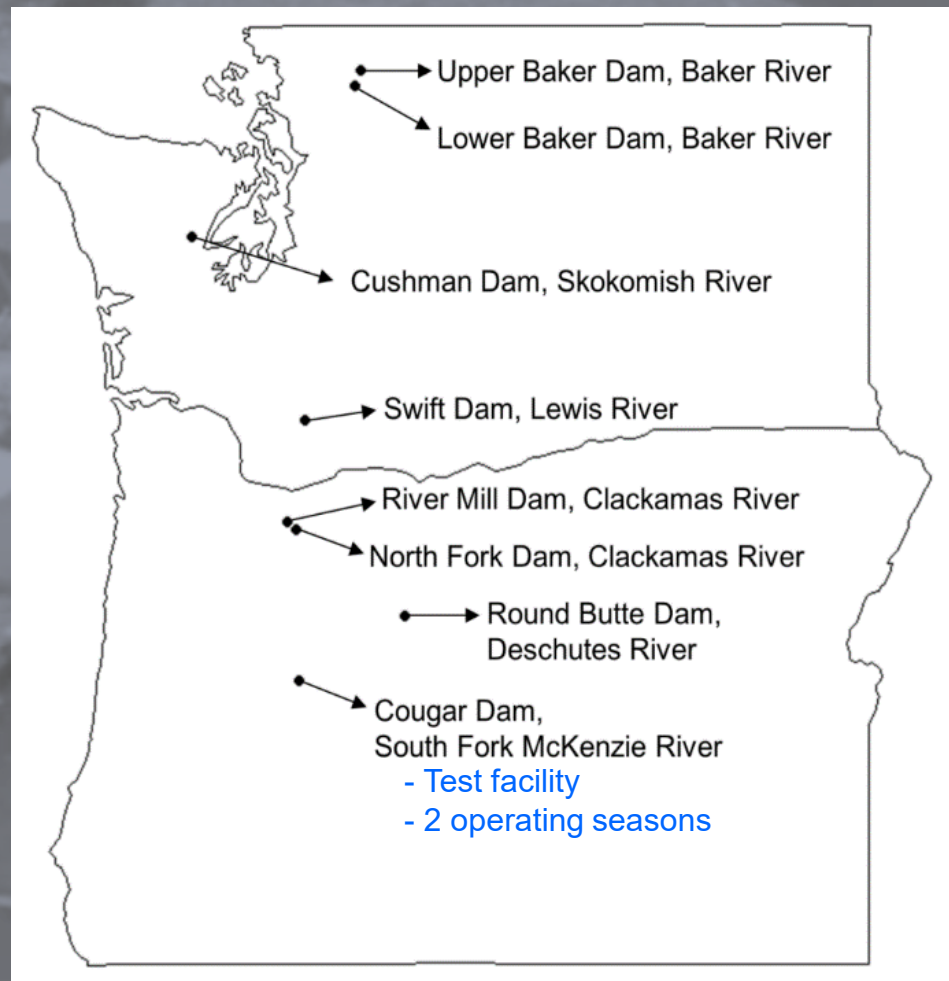 Upper Baker Dam, Baker River
Lower Baker Dam, Baker River
Cushman Dam, Skokomish River
Swift Dam, Lewis River
River Mill Dam, Clackamas River
North Fork Dam, Clackamas River
Round Butte Dam,
Deschutes River
Cougar Dam,
South Fork McKenzie River
- Test facility
- 2 operating seasons